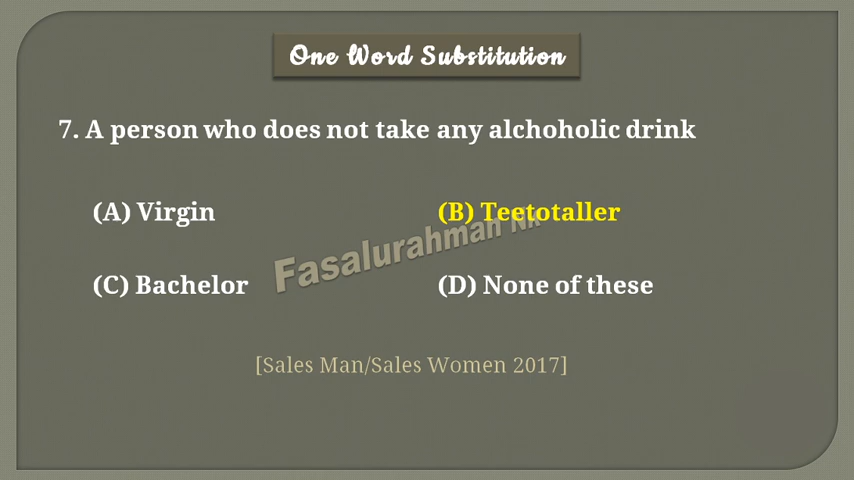 One Word Substitution
7. A person who does not take any alchoholic drink
(A) Virgin
(B) Teetotaller
(C) Bachelor
(D) None of these
Fasalurahman NK
[Sales Man/Sales Women 2017]